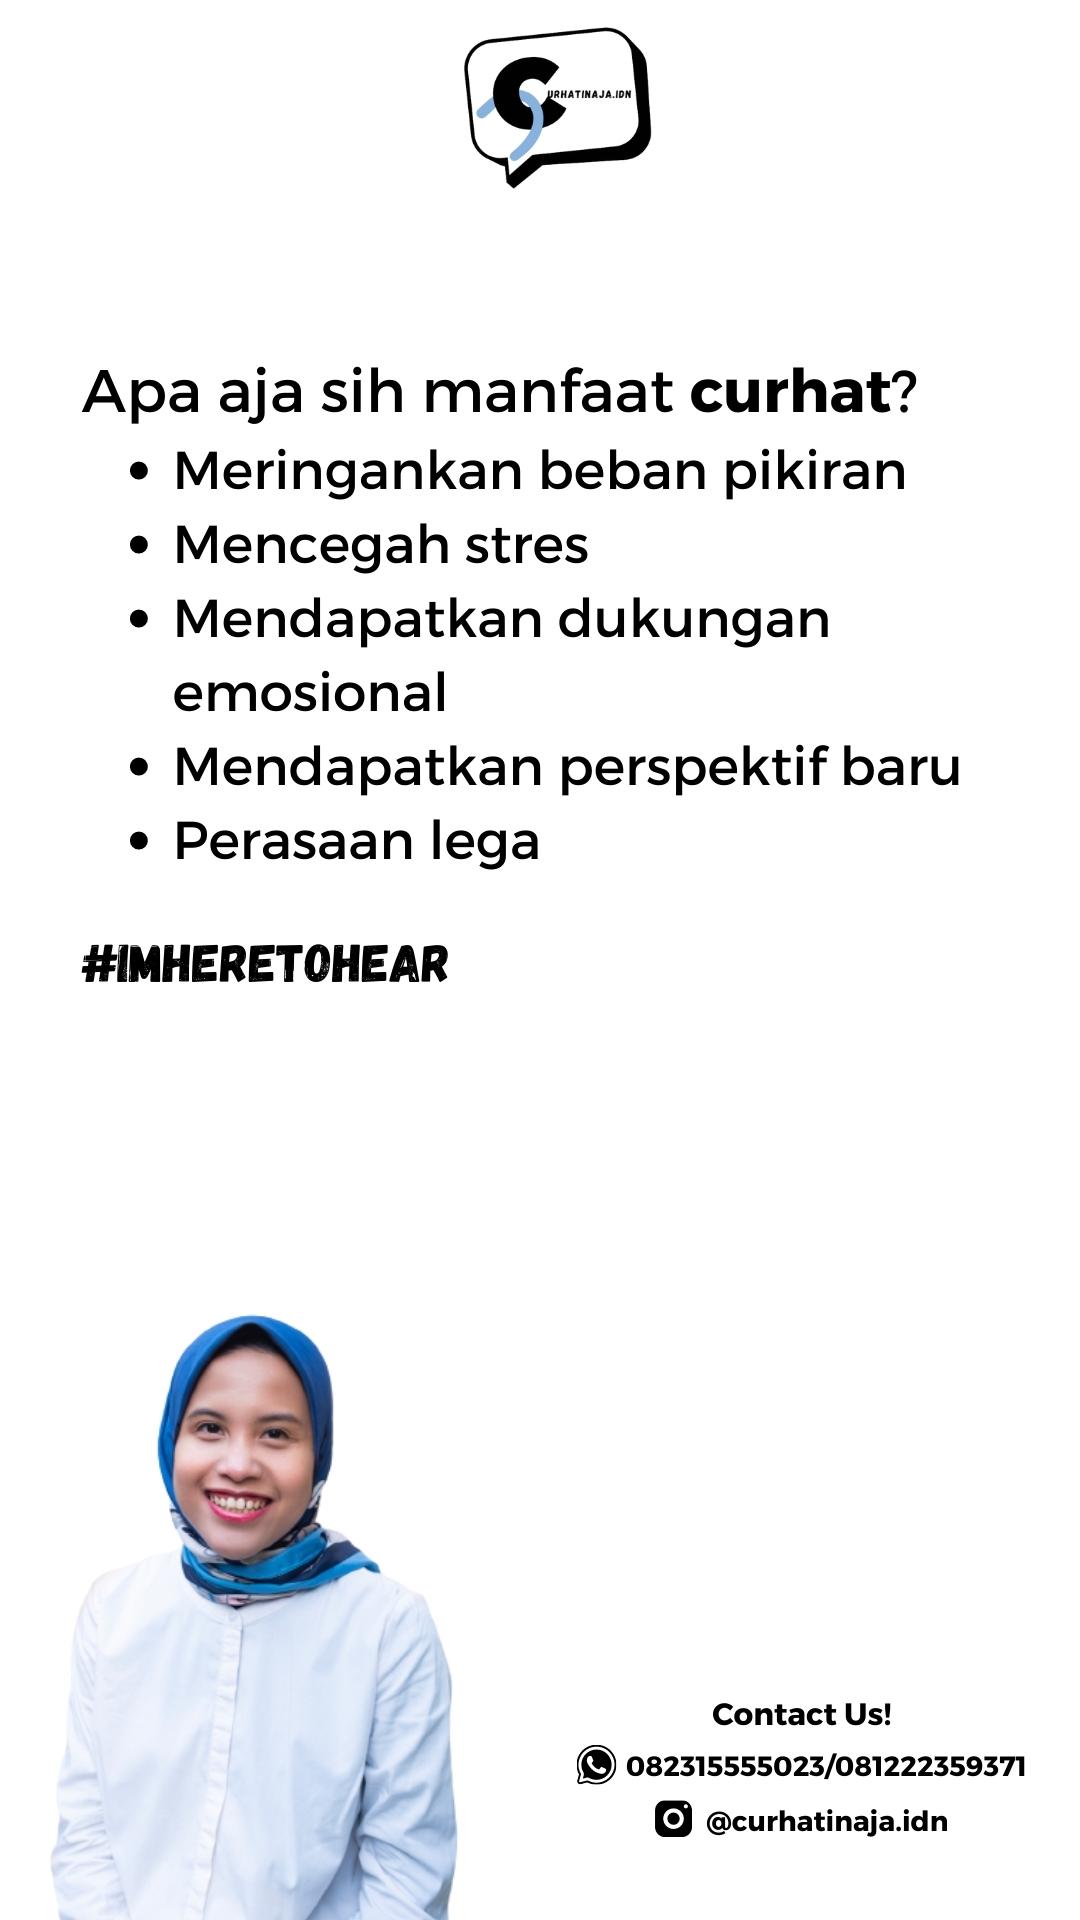 CURHATINAJA.IDN
Apa aja sih manfaat curhat?
• Meringankan beban pikiran
• Mencegah stres
• Mendapatkan dukungan
emosional
• Mendapatkan perspektif baru
• Perasaan lega
#IMHERETOHEAR
Contact Us!
082315555023/081222359371
@curhatinaja.idn